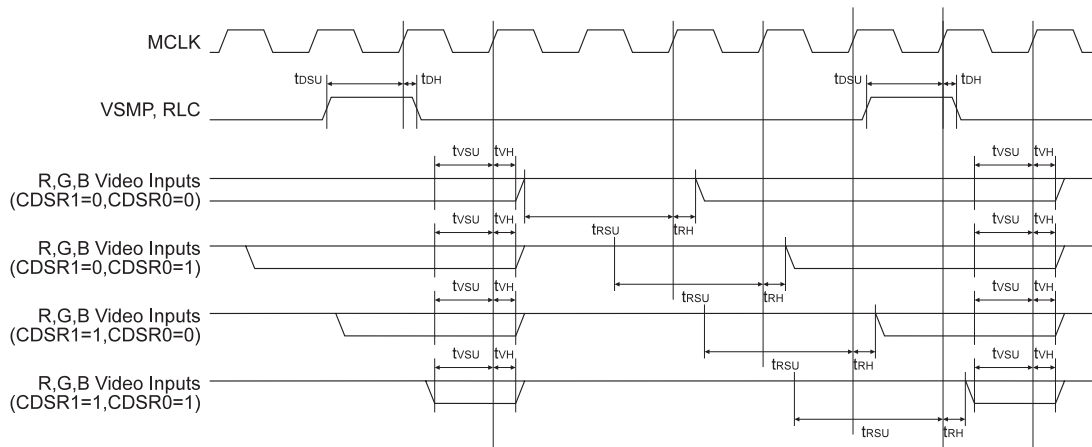 MCLK
tDSU tDH tDSU tDH
VSMP, RLC
tVSU tVH tVSU tVH
R,G,B Video Inputs
(CDSR1=0,CDSR0=0)
tVSU tVH tRSU tRH tVSU tVH
R,G,B Video Inputs
(CDSR1=0,CDSR0=1)
tVSU tVH tRSU tRH tVSU tVH
R,G,B Video Inputs
(CDSR1=1,CDSR0=0)
tVSU tVH tRSU tRH tVSU tVH
R,G,B Video Inputs
(CDSR1=1,CDSR0=1)
tRSU tRH